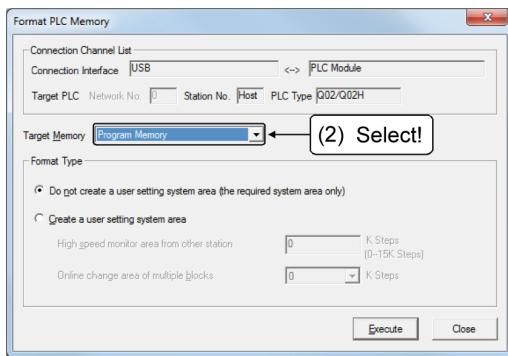 Format PLC Memory
x
Connection Channel List
Connection Interface USB <--> PLC Module
Target PLC Network No. 0 Station No. Host PLC Type Q02/Q02H
Target Memory Program Memory
(2) Select!
Format Type
Do not create a user setting system area (the required system area only)
Create a user setting system area
High speed monitor area from other station 0 K Steps
(0--15K Steps)
Online change area of multiple blocks 0 K Steps
Execute Close